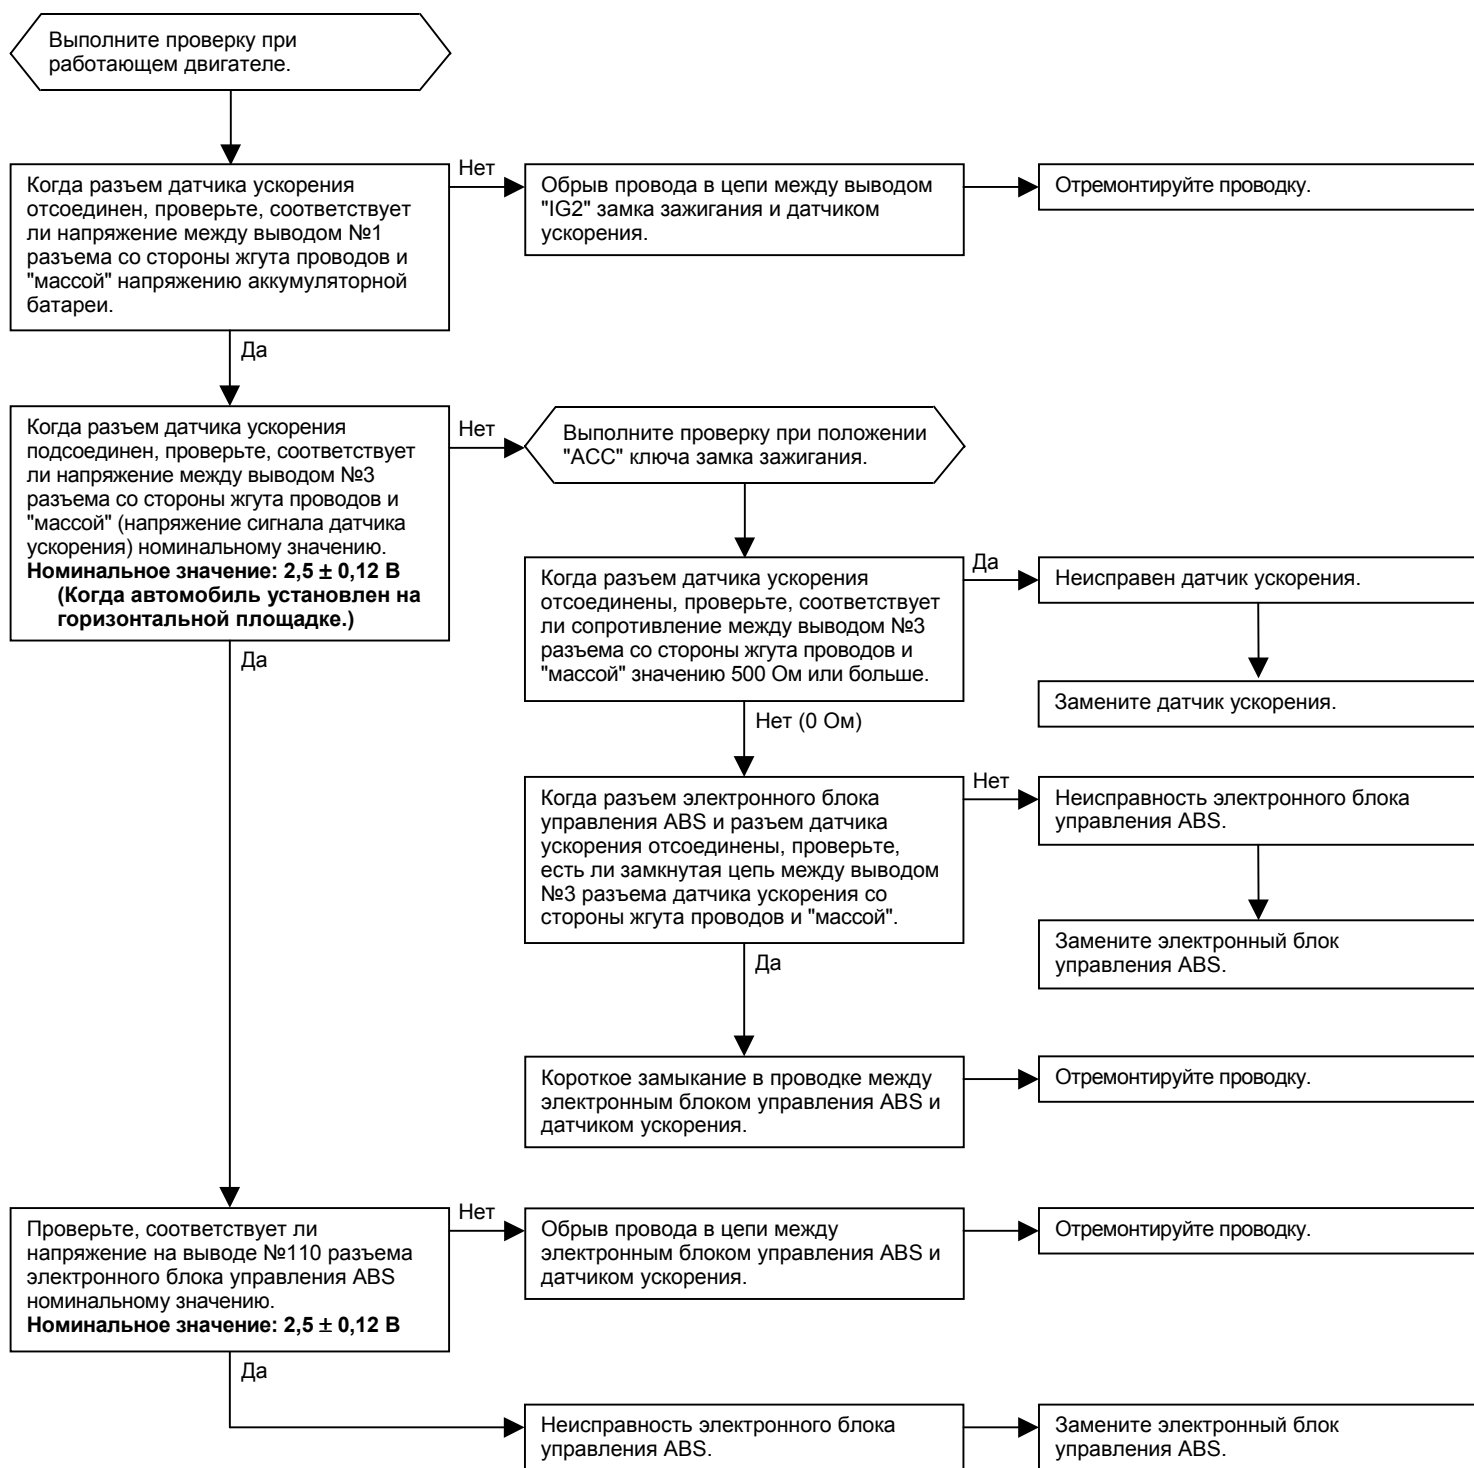 Выполните проверку при
работающем двигателе.
Когда разъем датчика ускорения
отсоединен, проверьте, соответствует
ли напряжение между выводом №1
разъема со стороны жгута проводов и
"массой" напряжению аккумуляторной
батареи.
Нет
Обрыв провода в цепи между выводом
"IG2" замка зажигания и датчиком
ускорения.
Отремонтируйте проводку.
Да
Когда разъем датчика ускорения
подсоединен, проверьте, соответствует
ли напряжение между выводом №3
разъема со стороны жгута проводов и
"массой" (напряжение сигнала датчика
ускорения) номинальному значению.
Номинальное значение: 2,5 ± 0,12 В
(Когда автомобиль установлен на
горизонтальной площадке.)
Нет
Выполните проверку при положении
"ACC" ключа замка зажигания.
Когда разъем датчика ускорения
отсоединены, проверьте, соответствует
ли сопротивление между выводом №3
разъема со стороны жгута проводов и
"массой" значению 500 Ом или больше.
Да
Неисправен датчик ускорения.
Замените датчик ускорения.
Нет (0 Ом)
Когда разъем электронного блока
управления ABS и разъем датчика
ускорения отсоединены, проверьте,
есть ли замкнутая цепь между выводом
№3 разъема датчика ускорения со
стороны жгута проводов и "массой".
Нет
Неисправность электронного блока
управления ABS.
Замените электронный блок
управления ABS.
Да
Короткое замыкание в проводке между
электронным блоком управления ABS и
датчиком ускорения.
Отремонтируйте проводку.
Да
Проверьте, соответствует ли
напряжение на выводе №110 разъема
электронного блока управления ABS
номинальному значению.
Номинальное значение: 2,5 ± 0,12 В
Нет
Обрыв провода в цепи между
электронным блоком управления ABS и
датчиком ускорения.
Отремонтируйте проводку.
Да
Неисправность электронного блока
управления ABS.
Замените электронный блок
управления ABS.